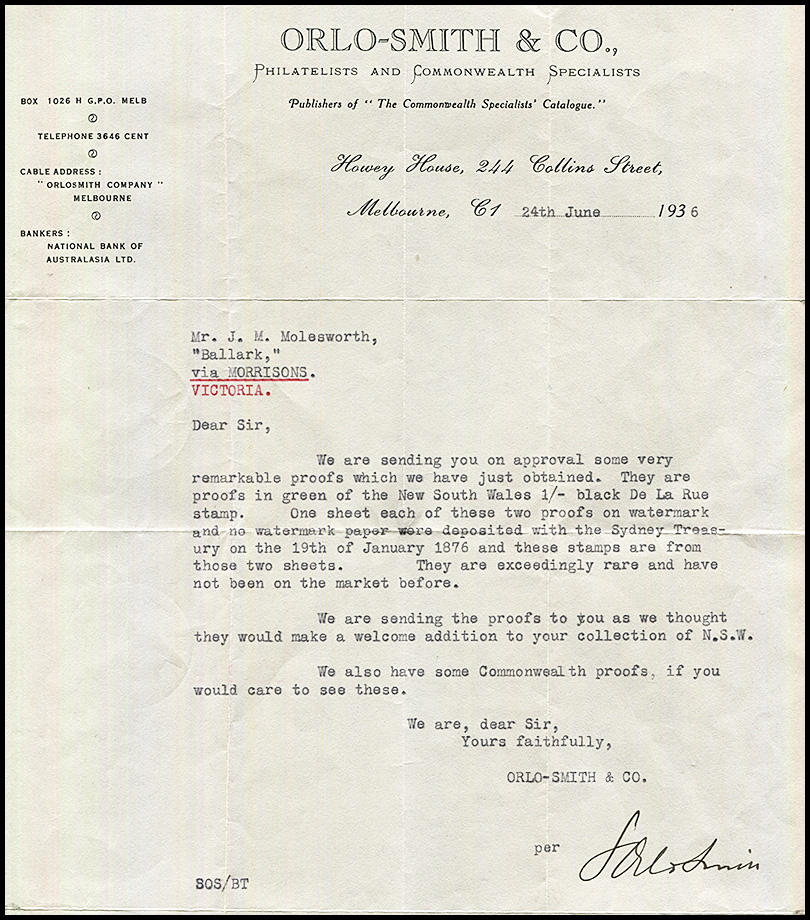 ORLO-SMITH & CO.,
PHILATELISTS AND COMMONWEALTH SPECIALISTS
Publishers of "The Commonwealth Specialists' Catalogue."
BOX 1026 H G.P.O. MELB
TELEPHONE 3646 CENT
CABLE ADDRESS :
"ORLOSMITH COMPANY"
MELBOURNE
BANKERS :
NATIONAL BANK OF
AUSTRALASIA LTD.
Howey House, 244 Collins Street,
Melbourne, C1 24th June 1936
Mr. J. M. Molesworth,
"Ballark,"
via MORRISONS.
VICTORIA.
Dear Sir,
We are sending you on approval some very
remarkable proofs which we have just obtained. They are
proofs in green of the New South Wales 1/- black De La Rue
stamp. One sheet each of these two proofs on watermark
and no watermark paper were deposited with the Sydney Treas-
ury on the 19th of January 1876 and these stamps are from
those two sheets. They are exceedingly rare and have
not been on the market before.
We are sending the proofs to you as we thought
they would make a welcome addition to your collection of N.S.W.
We also have some Commonwealth proofs, if you
would care to see these.
We are, dear Sir,
Yours faithfully,
ORLO-SMITH & CO.
per S Orlo Smith
SOS/BT